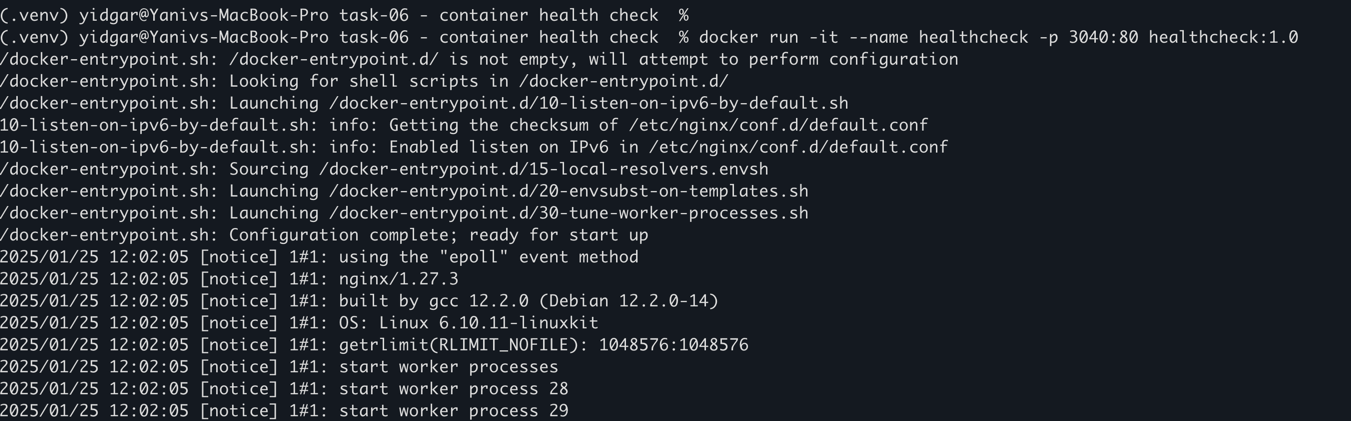 (.venv) yidgar@Yanivs-MacBook-Pro task-06 - container health check  %
(.venv) yidgar@Yanivs-MacBook-Pro task-06 - container health check  % docker run -it --name healthcheck -p 3040:80 healthcheck:1.0
/docker-entrypoint.sh: /docker-entrypoint.d/ is not empty, will attempt to perform configuration
/docker-entrypoint.sh: Looking for shell scripts in /docker-entrypoint.d/
/docker-entrypoint.sh: Launching /docker-entrypoint.d/10-listen-on-ipv6-by-default.sh
10-listen-on-ipv6-by-default.sh: info: Getting the checksum of /etc/nginx/conf.d/default.conf
10-listen-on-ipv6-by-default.sh: info: Enabled listen on IPv6 in /etc/nginx/conf.d/default.conf
/docker-entrypoint.sh: Sourcing /docker-entrypoint.d/15-local-resolvers.envsh
/docker-entrypoint.sh: Launching /docker-entrypoint.d/20-envsubst-on-templates.sh
/docker-entrypoint.sh: Launching /docker-entrypoint.d/30-tune-worker-processes.sh
/docker-entrypoint.sh: Configuration complete; ready for start up
2025/01/25 12:02:05 [notice] 1#1: using the "epoll" event method
2025/01/25 12:02:05 [notice] 1#1: nginx/1.27.3
2025/01/25 12:02:05 [notice] 1#1: built by gcc 12.2.0 (Debian 12.2.0-14)
2025/01/25 12:02:05 [notice] 1#1: OS: Linux 6.10.11-linuxkit
2025/01/25 12:02:05 [notice] 1#1: getrlimit(RLIMIT_NOFILE): 1048576:1048576
2025/01/25 12:02:05 [notice] 1#1: start worker processes
2025/01/25 12:02:05 [notice] 1#1: start worker process 28
2025/01/25 12:02:05 [notice] 1#1: start worker process 29